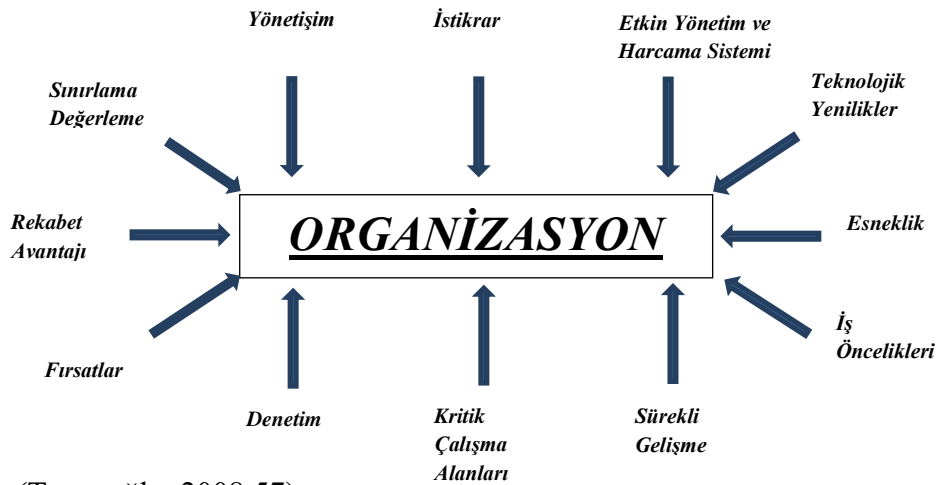 Yönetişim
İstikrar
Etkin Yönetim ve
Harcama Sistemi
Sınırlama
Değerleme
Teknolojik
Yenilikler
Rekabet
Avantajı
ORGANİZASYON
Esneklik
Fırsatlar
İş
Öncelikleri
Denetim
Kritik
Çalışma
Alanları
Sürekli
Gelişme